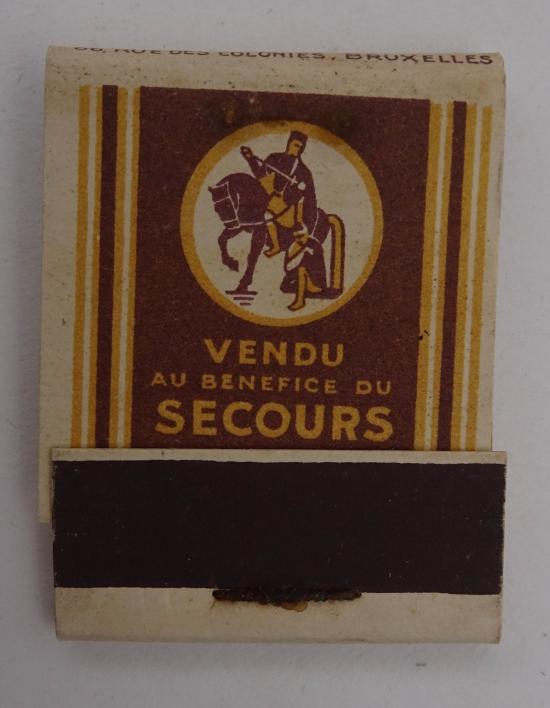 RUE DES COLONIES, BRUXELLES
VENDU
AU BENEFICE DU
SECOURS